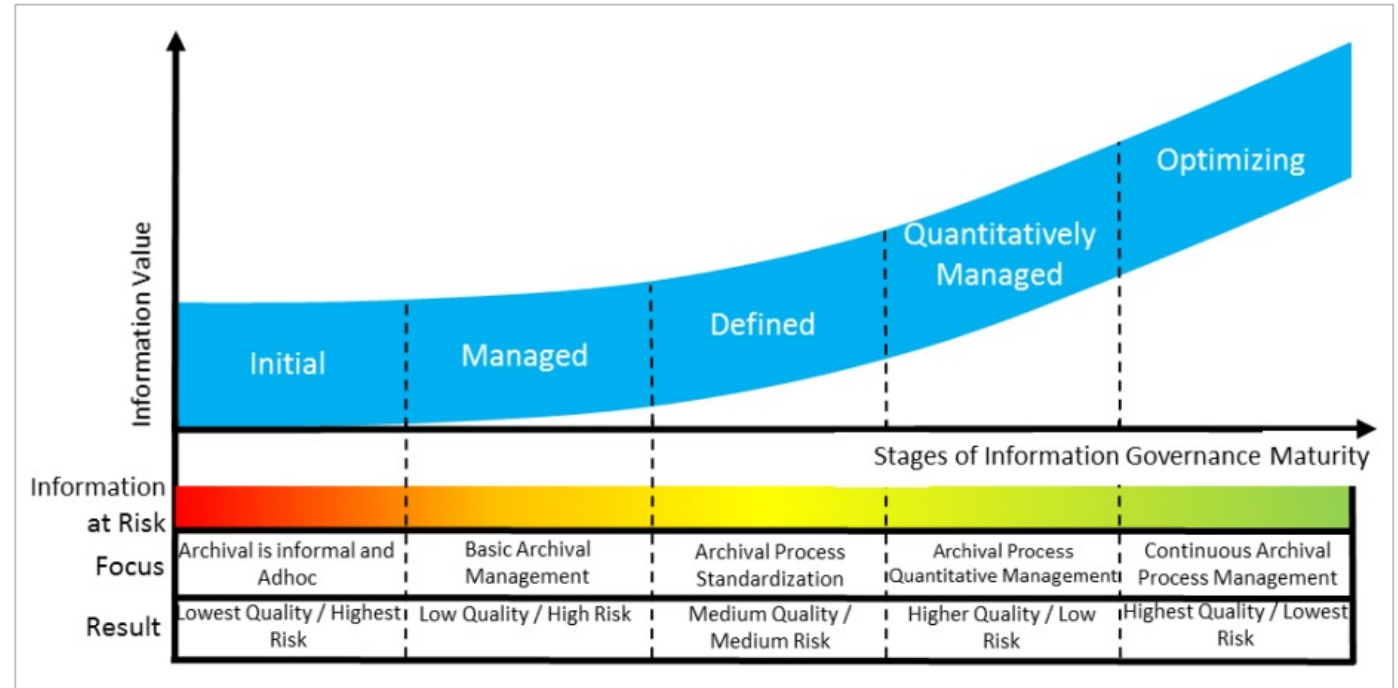 Information Value
Initial
Managed
Defined
Quantitatively
Managed
Optimizing
Stages of Information Governance Maturity
Information
at Risk
Focus
Archival is informal and
Adhoc
Basic Archival
Management
Archival Process
Standardization
Archival Process
Quantitative Management
Continuous Archival
Process Management
Result
Lowest Quality / Highest
Risk
Low Quality / High Risk
Medium Quality /
Medium Risk
Higher Quality / Low
Risk
Highest Quality / Lowest
Risk